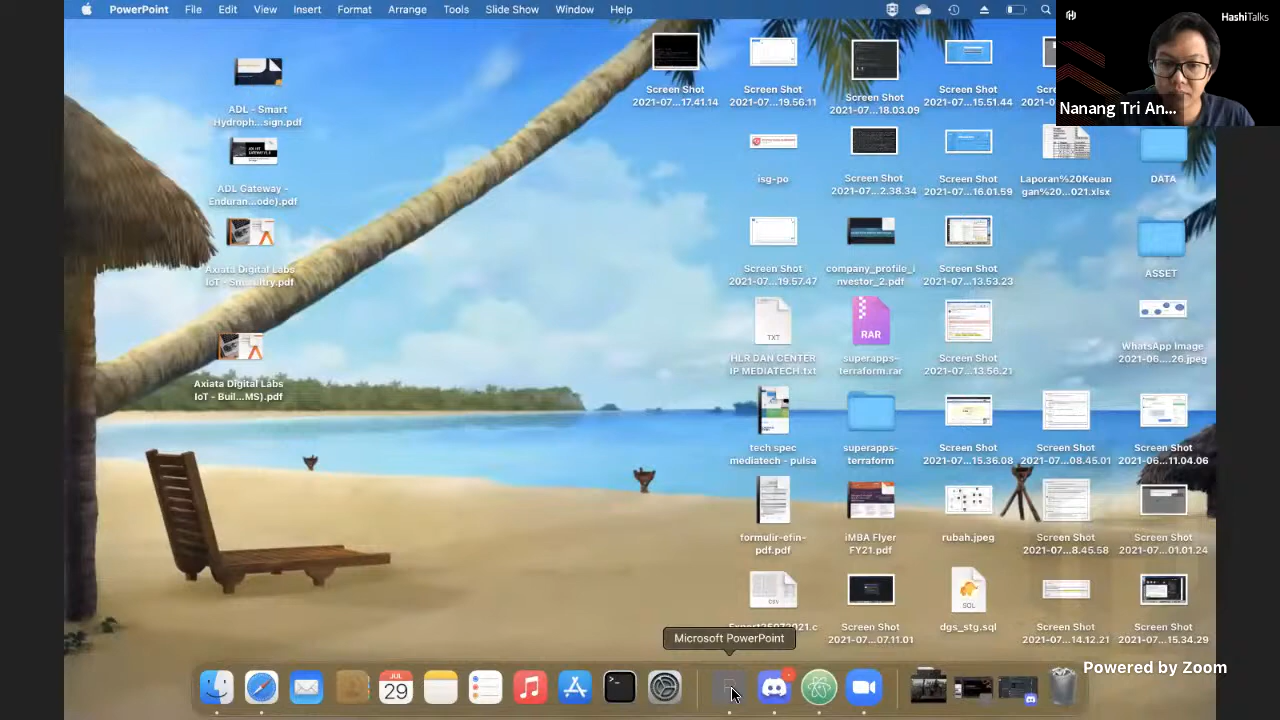 PowerPoint File Edit View Insert Format Arrange Tools Slide Show Window Help
HashiTalks
Nanang Tri An...
ADL - Smart
Hydroph...sign.pdf
ADL Gateway -
Enduran...ode).pdf
Axiata Digital Labs
Axiata Digital Labs
IoT - Buil...MS).pdf
Screen Shot
2021-07...17.41.14
Screen Shot
2021-07...19.56.11
Screen Shot
2021-07...18.03.09
Screen Shot
2021-07...15.51.44
isg-po
Screen Shot
2021-07...2.38.34
Screen Shot
2021-07...16.01.59
Laporan%20Keuan
gan%20...021.xlsx
DATA
Screen Shot
2021-07...19.57.47
company_profile_i
nvestor_2.pdf
Screen Shot
2021-07...13.53.23
ASSET
TXT
HLR DAN CENTER
IP MEDIATECH.txt
RAR
superapps-
terraform.rar
Screen Shot
2021-07...13.56.21
WhatsApp Image
2021-06....26.jpeg
tech spec
mediatech - pulsa
superapps-
terraform
Screen Shot
2021-07...15.36.08
Screen Shot
2021-07...08.45.01
Screen Shot
2021-06...11.04.06
formulir-efin-
pdf.pdf
iMBA Flyer
FY21.pdf
rubah.jpeg
Screen Shot
2021-07...8.45.58
Screen Shot
2021-07...01.01.24
CSV
Screen Shot
2021-07...07.11.01
SQL
dgs_stg.sql
Screen Shot
2021-07...14.12.21
Screen Shot
2021-07...15.34.29
Microsoft PowerPoint
JUL
29
Powered by Zoom